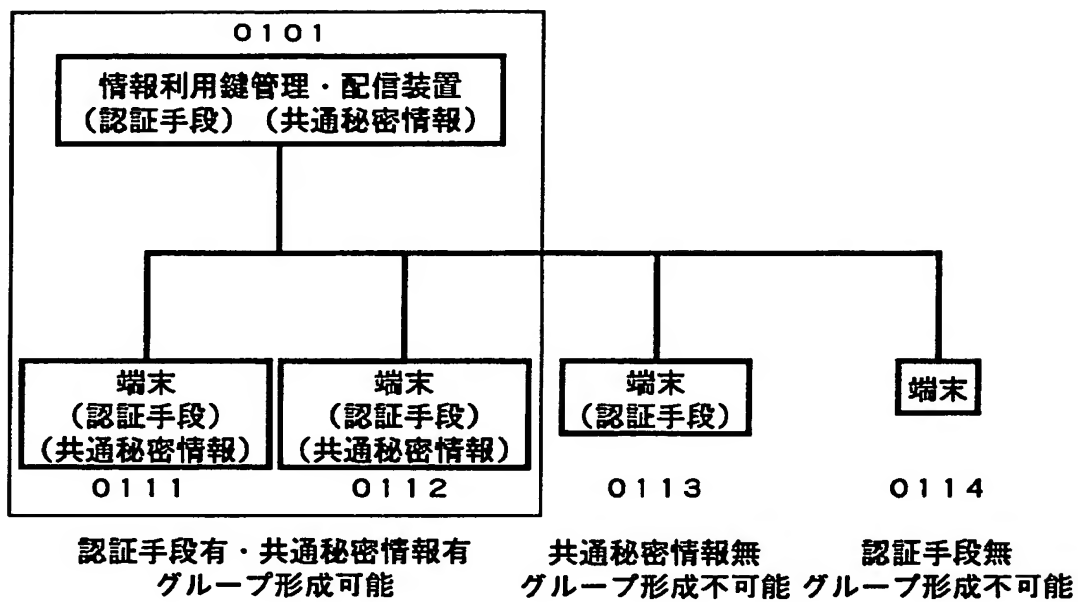 ０１０１
情報利用鍵管理・配信装置
（認証手段）（共通秘密情報）
端末
（認証手段）
（共通秘密情報）
０１１１
端末
（認証手段）
（共通秘密情報）
０１１２
端末
（認証手段）
０１１３
端末
０１１４
認証手段有・共通秘密情報有
グループ形成可能
共通秘密情報無
グループ形成不可能
認証手段無
グループ形成不可能